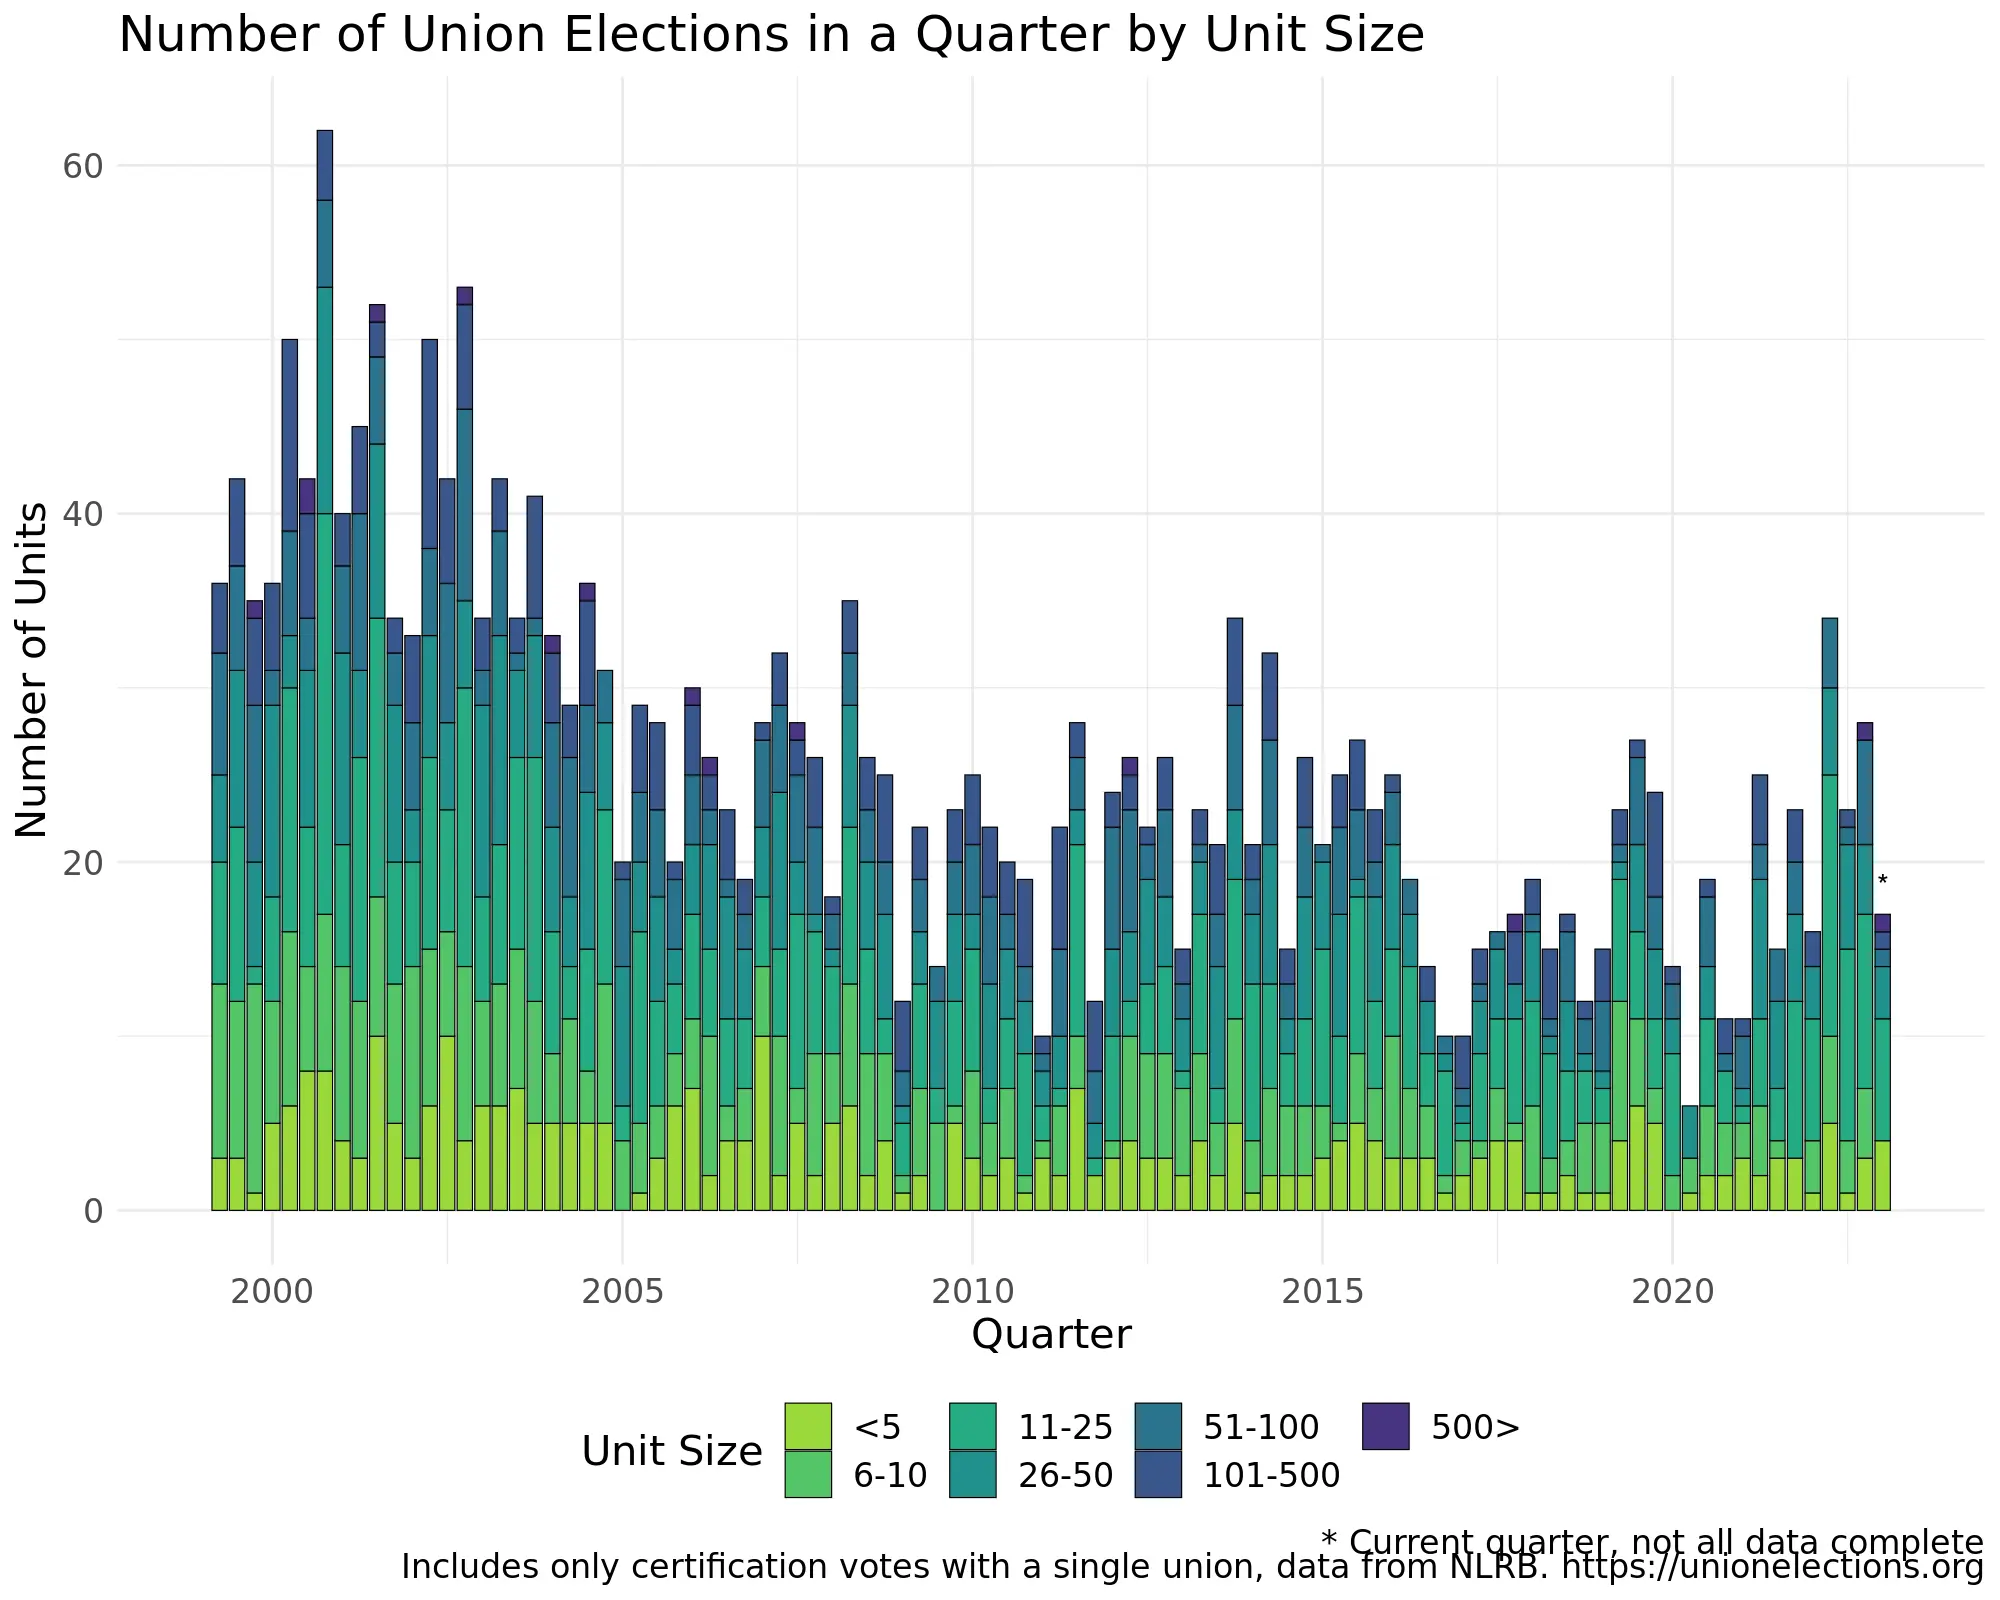 Number of Union Elections in a Quarter by Unit Size
Number of Units
60
40
20
0
*
2000 2005 2010 2015 2020
Quarter
Unit Size
<5 11-25 51-100 500>
6-10 26-50 101-500
* Current quarter, not all data complete
Includes only certification votes with a single union, data from NLRB. https://unionelections.org